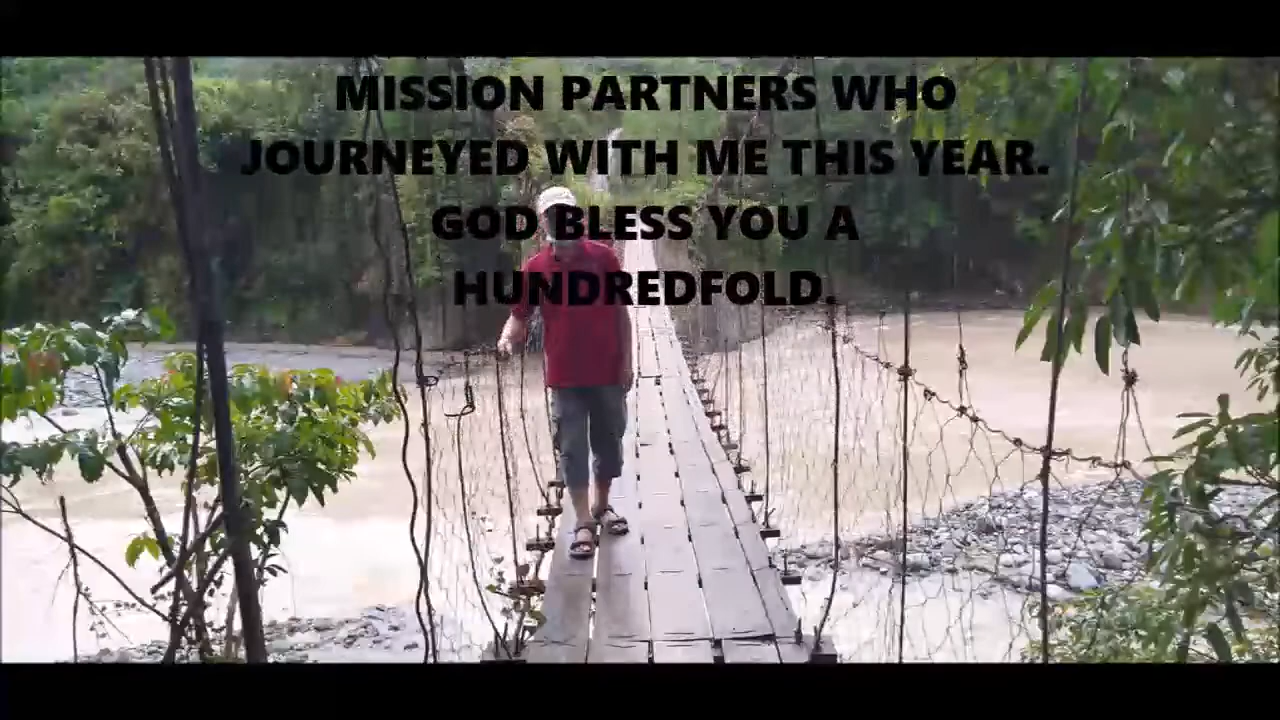 MISSION PARTNERS WHO
JOURNEYED WITH ME THIS YEAR.
GOD BLESS YOU A
HUNDREDFOLD.